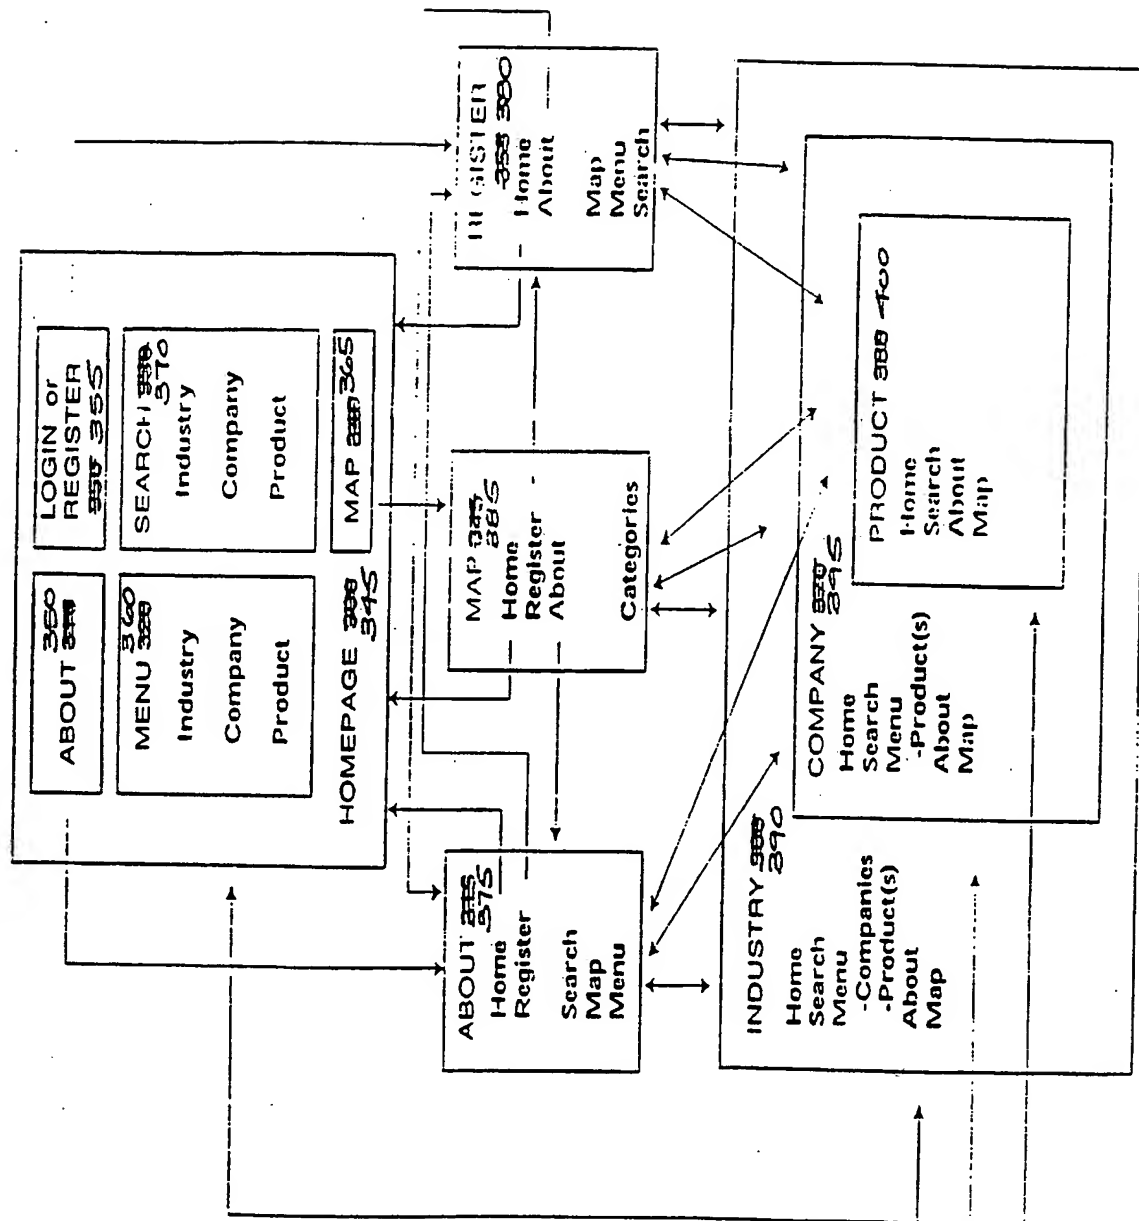 ABOUT 350
LOGIN or
REGISTER 355
MENU 360
Industry
Company
Product
SEARCH 370
Industry
Company
Product
HOMEPAGE 345
MAP 365
ABOUT 375
Home
Register
Search
Map
Menu
MAP 385
Home
Register
About
Categories
REGISTER
355 380
Home
About
Map
Menu
Search
INDUSTRY 390
Home
Search
Menu
-Companies
-Product(s)
About
Map
COMPANY 395
Home
Search
Menu
-Product(s)
About
Map
PRODUCT 388 400
Home
Search
About
Map